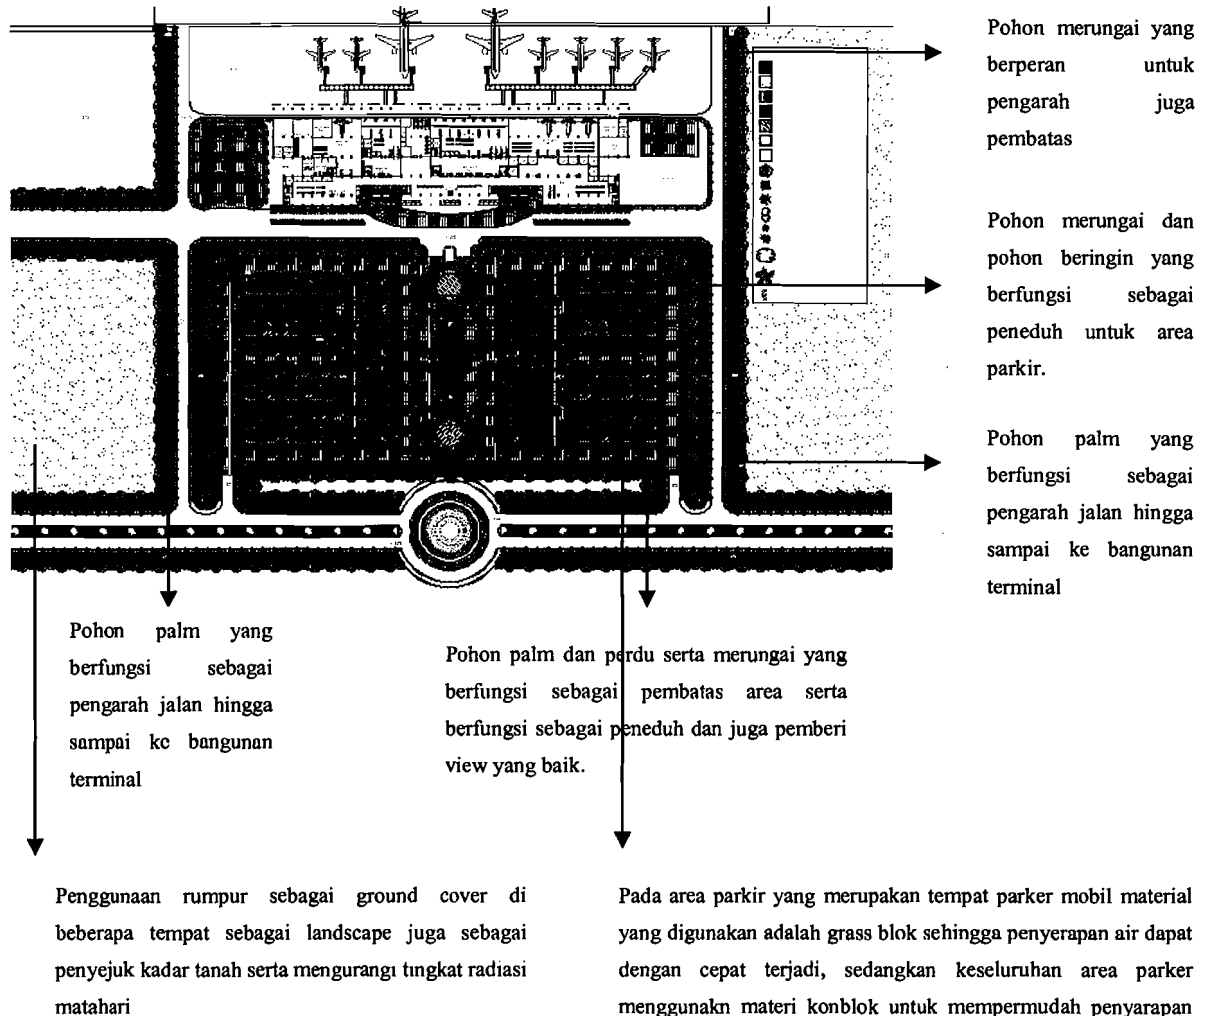 Pohon merungai yang
berperan untuk
pengarah juga
pembatas
Pohon merungai dan
pohon beringin yang
berfungsi sebagai
peneduh untuk area
parkir.
Pohon palm yang
berfungsi sebagai
pengarah jalan hingga
sampai ke bangunan
terminal
Pohon palm yang
berfungsi sebagai
pengarah jalan hingga
sampai ke bangunan
terminal
Pohon palm dan perdu serta merungai yang
berfungsi sebagai pembatas area serta
berfungsi sebagai peneduh dan juga pemberi
view yang baik.
Penggunaan rumpur sebagai ground cover di
beberapa tempat sebagai landscape juga sebagai
penyejuk kadar tanah serta mengurangi tingkat radiasi
matahari
Pada area parkir yang merupakan tempat parker mobil material
yang digunakan adalah grass blok sehingga penyerapan air dapat
dengan cepat terjadi, sedangkan keseluruhan area parker
menggunakn materi konblok untuk mempermudah penyarapan